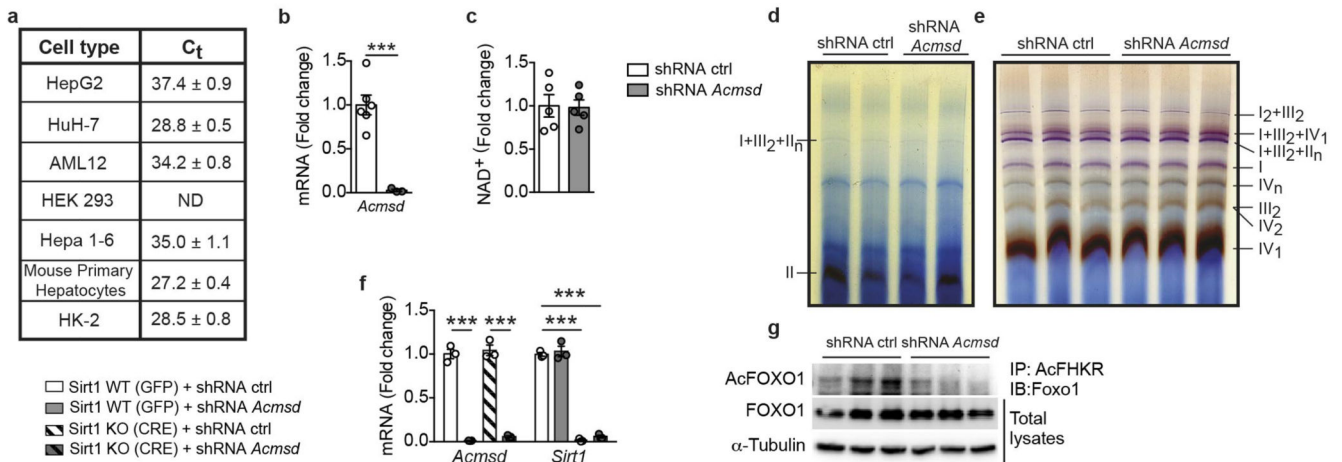 a
Cell type Ct
HepG2 37.4 ± 0.9
HuH-7 28.8 ± 0.5
AML12 34.2 ± 0.8
HEK 293 ND
Hepa 1-6 35.0 ± 1.1
Mouse Primary
Hepatocytes 27.2 ± 0.4
HK-2 28.5 ± 0.8
b
mRNA (Fold change)
1.5
1.0
0.5
0.0
***
Acmsd
c
NAD+ (Fold change)
1.5
1.0
0.5
0.0
shRNA ctrl
shRNA Acmsd
d
shRNA ctrl
shRNA
Acmsd
I+III2+IIn
II
e
shRNA ctrl
shRNA Acmsd
I2+III2
I+III2+IV1
I+III2+IIn
I
IVn
III2
IV2
IV1
Sirt1 WT (GFP) + shRNA ctrl
Sirt1 WT (GFP) + shRNA Acmsd
Sirt1 KO (CRE) + shRNA ctrl
Sirt1 KO (CRE) + shRNA Acmsd
f
mRNA (Fold change)
1.5
1.0
0.5
0.0
*** ***
***
***
Acmsd Sirt1
g
shRNA ctrl shRNA Acmsd
AcFOXO1
IP: AcFHKR
IB:Foxo1
FOXO1
α-Tubulin
Total
lysates